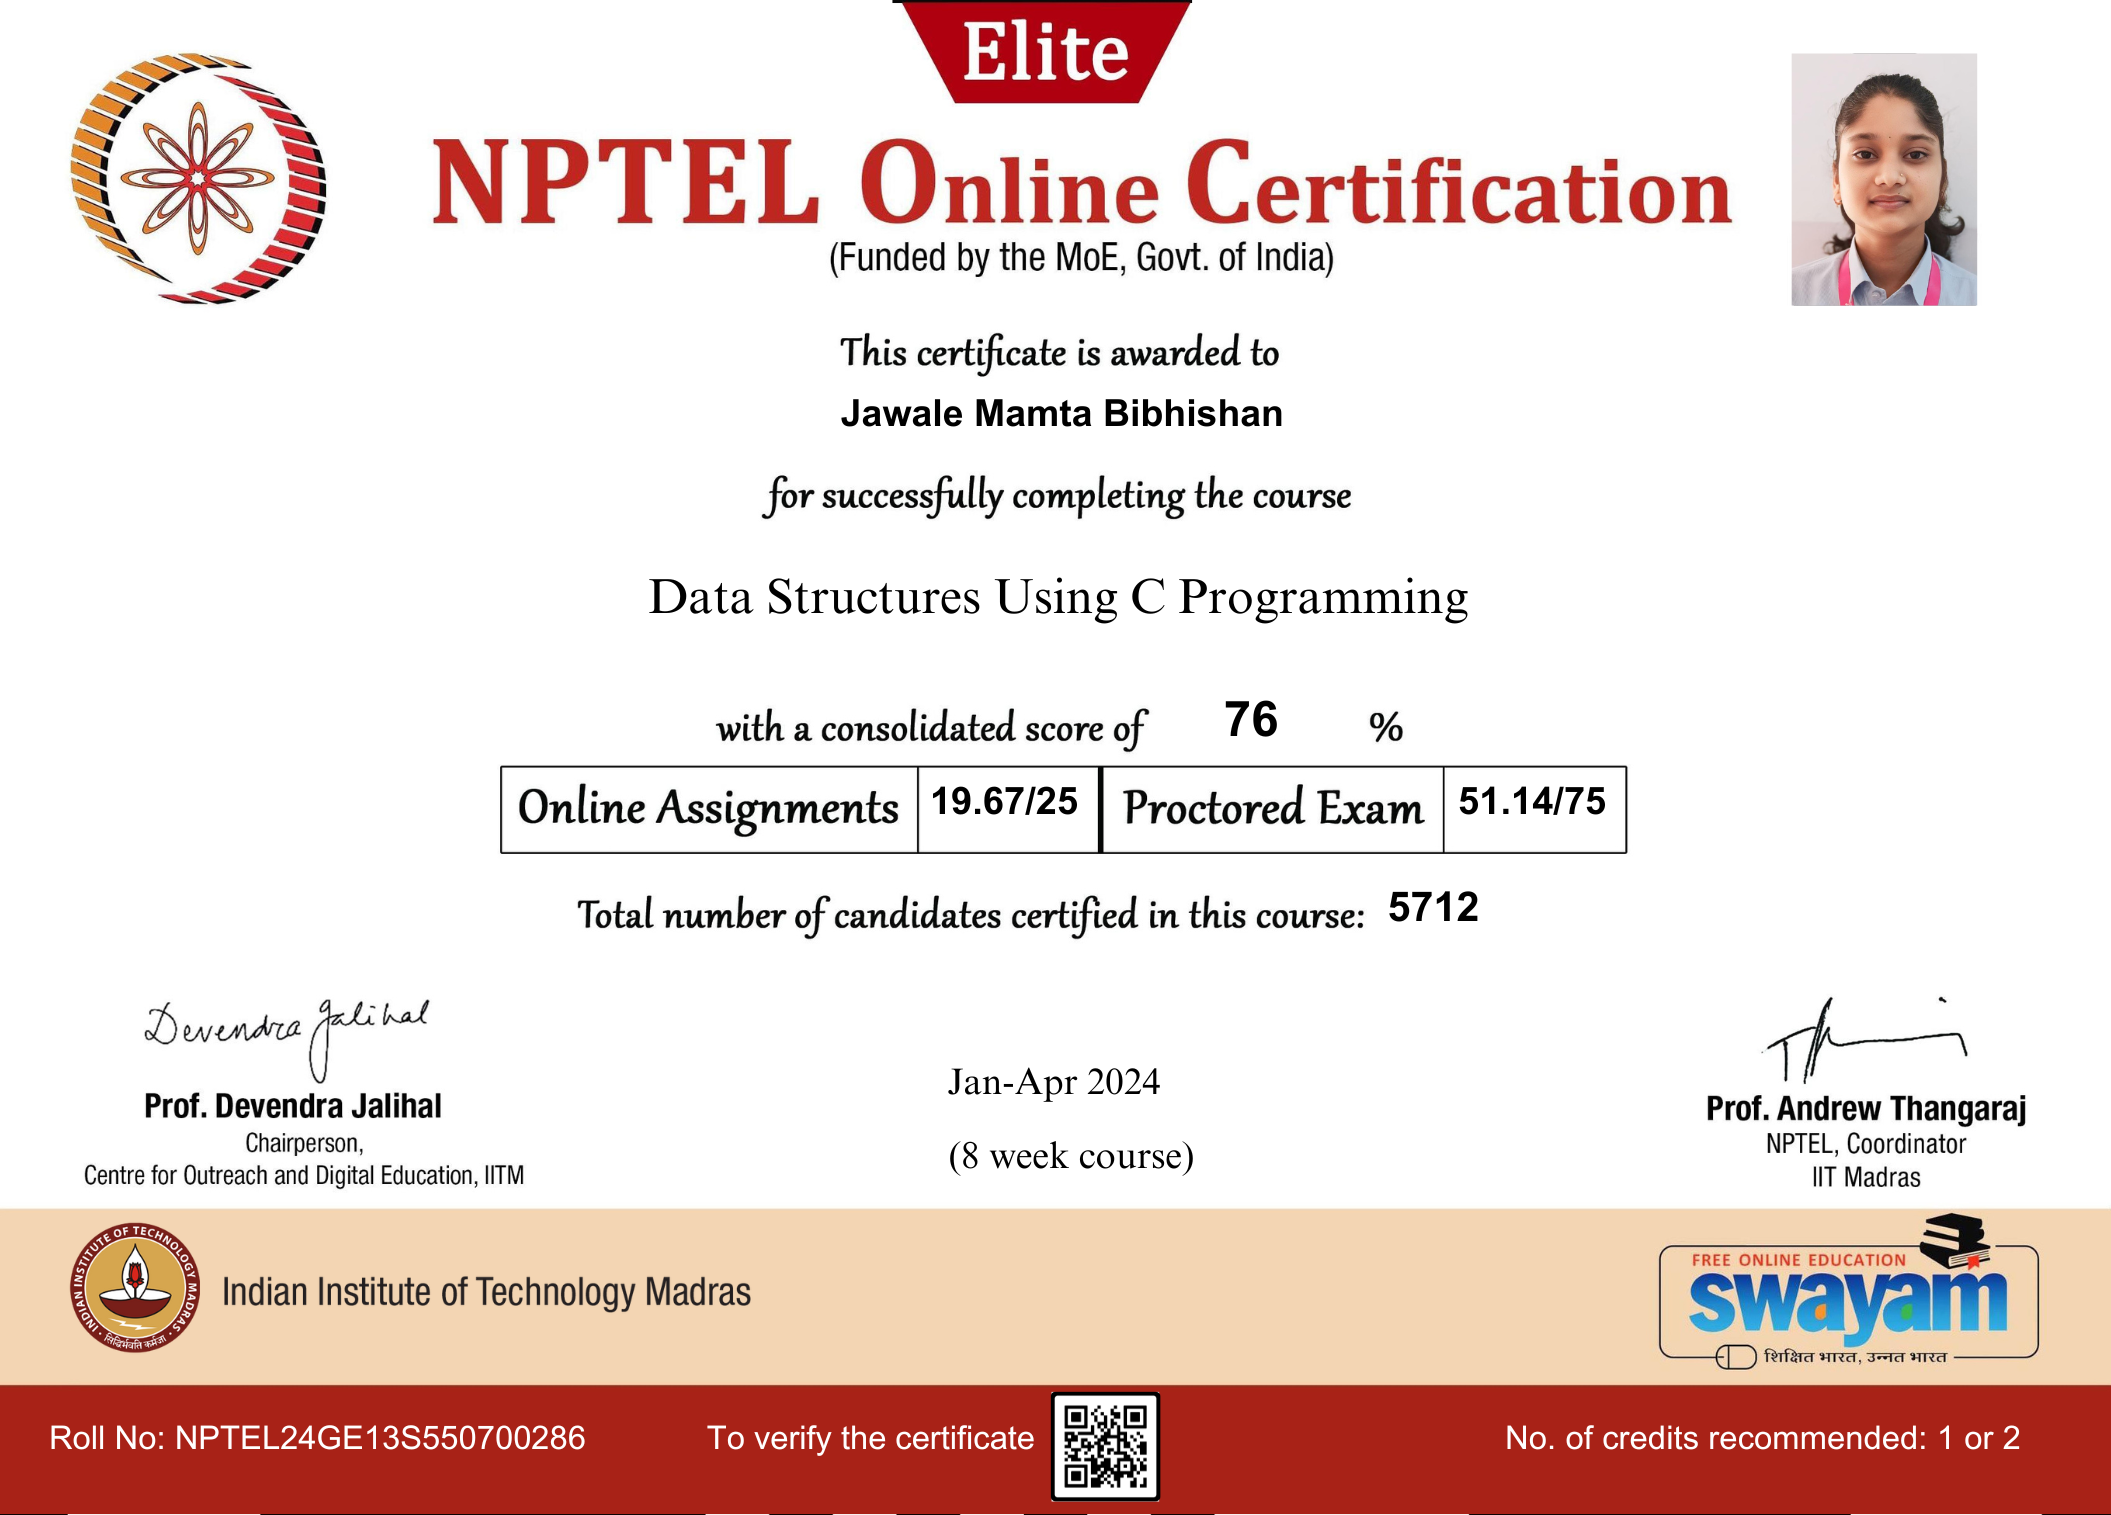 Elite
NPTEL Online Certification
(Funded by the MoE, Govt. of India)
This certificate is awarded to
Jawale Mamta Bibhishan
for successfully completing the course
Data Structures Using C Programming
with a consolidated score of 76 %
Online Assignments 19.67/25 Proctored Exam 51.14/75
Total number of candidates certified in this course: 5712
Devendra Jalihal
Prof. Devendra Jalihal
Chairperson,
Centre for Outreach and Digital Education, IITM
Jan-Apr 2024
(8 week course)
Prof. Andrew Thangaraj
NPTEL, Coordinator
IIT Madras
INDIAN INSTITUTE OF TECHNOLOGY MADRAS
सिद्धिर्भवति कर्मजा
Indian Institute of Technology Madras
FREE ONLINE EDUCATION
swayam
शिक्षित भारत, उन्नत भारत
Roll No: NPTEL24GE13S550700286
To verify the certificate
No. of credits recommended: 1 or 2